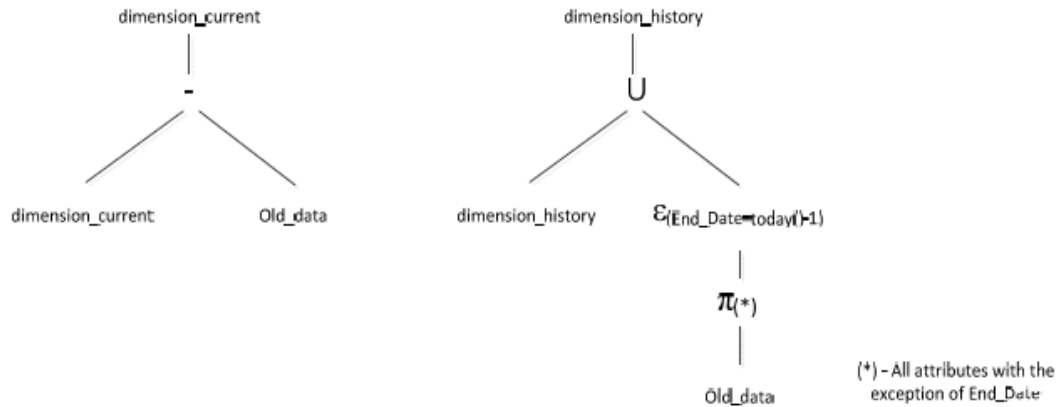 dimension_current
dimension_history
-
U
dimension_current
Old_data
dimension_history
ε(End_Date=today()-1)
π(*)
Old_data
(*) - All attributes with the
exception of End_Date